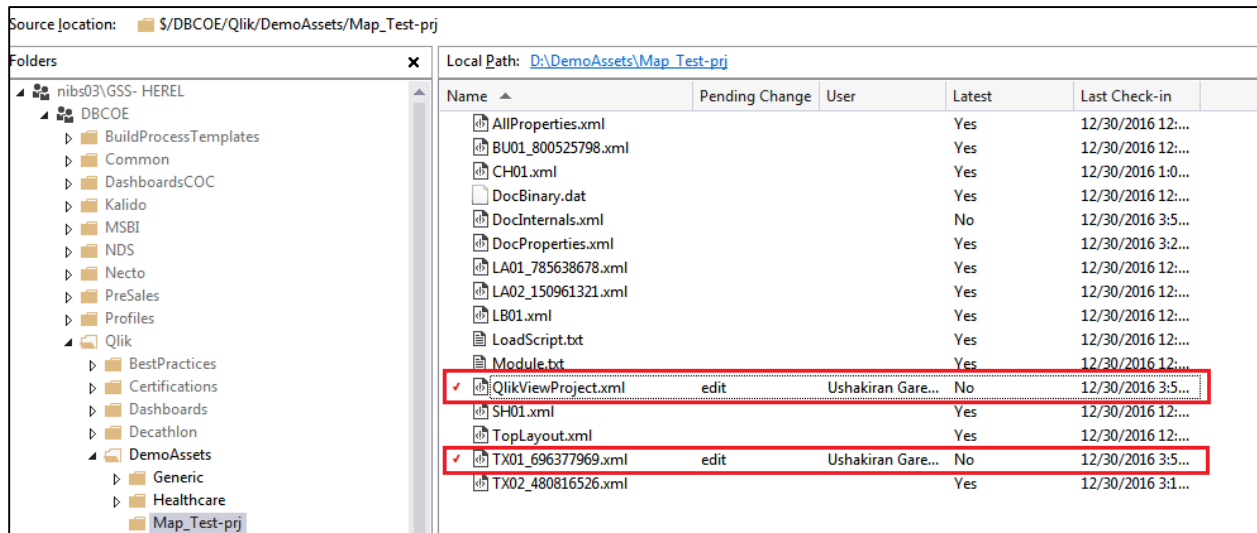 Source location: $/DBCOE/Qlik/DemoAssets/Map_Test-prj
Folders x
nibs03\GSS- HEREL
DBCOE
BuildProcessTemplates
Common
DashboardsCOC
Kalido
MSBI
NDS
Necto
PreSales
Profiles
Qlik
BestPractices
Certifications
Dashboards
Decathlon
DemoAssets
Generic
Healthcare
Map_Test-prj
Local Path: D:\DemoAssets\Map_Test-prj
Name Pending Change User Latest Last Check-in
AllProperties.xml Yes 12/30/2016 12:...
BU01_800525798.xml Yes 12/30/2016 12:...
CH01.xml Yes 12/30/2016 1:0...
DocBinary.dat Yes 12/30/2016 12:...
DocInternals.xml No 12/30/2016 3:5...
DocProperties.xml Yes 12/30/2016 3:2...
LA01_785638678.xml Yes 12/30/2016 12:...
LA02_150961321.xml Yes 12/30/2016 12:...
LB01.xml Yes 12/30/2016 12:...
LoadScript.txt Yes 12/30/2016 12:...
Module.txt Yes 12/30/2016 12:...
QlikViewProject.xml edit Ushakiran Gare... No 12/30/2016 3:5...
SH01.xml Yes 12/30/2016 12:...
TopLayout.xml Yes 12/30/2016 12:...
TX01_696377969.xml edit Ushakiran Gare... No 12/30/2016 3:5...
TX02_480816526.xml Yes 12/30/2016 3:1...